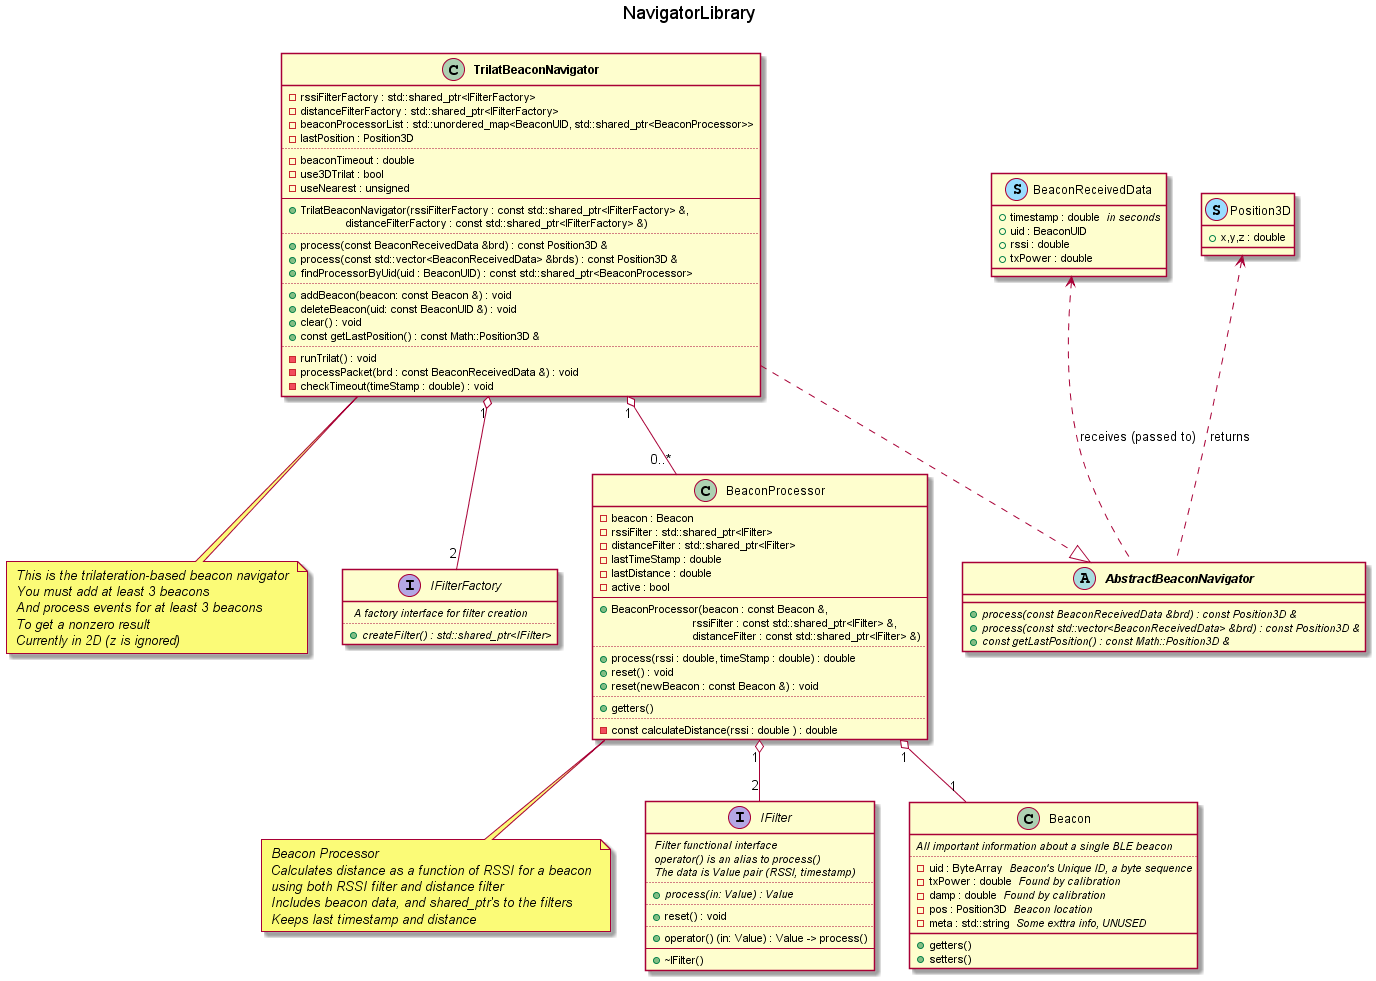 NavigatorLibrary
C TrilatBeaconNavigator
rssiFilterFactory : std::shared_ptr<IFilterFactory>
distanceFilterFactory : std::shared_ptr<IFilterFactory>
beaconProcessorList : std::unordered_map<BeaconUID, std::shared_ptr<BeaconProcessor>>
lastPosition : Position3D
beaconTimeout : double
use3DTrilat : bool
useNearest : unsigned
TrilatBeaconNavigator(rssiFilterFactory : const std::shared_ptr<IFilterFactory> &,
distanceFilterFactory : const std::shared_ptr<IFilterFactory> &)
process(const BeaconReceivedData &brd) : const Position3D &
process(const std::vector<BeaconReceivedData> &brds) : const Position3D &
findProcessorByUid(uid : BeaconUID) : const std::shared_ptr<BeaconProcessor>
addBeacon(beacon: const Beacon &) : void
deleteBeacon(uid: const BeaconUID &) : void
clear() : void
const getLastPosition() : const Math::Position3D &
runTrilat() : void
processPacket(brd : const BeaconReceivedData &) : void
checkTimeout(timeStamp : double) : void
S BeaconReceivedData
timestamp : double in seconds
uid : BeaconUID
rssi : double
txPower : double
S Position3D
x,y,z : double
1
1
receives (passed to)
returns
0..*
2
This is the trilateration-based beacon navigator
You must add at least 3 beacons
And process events for at least 3 beacons
To get a nonzero result
Currently in 2D (z is ignored)
I IFilterFactory
A factory interface for filter creation
createFilter() : std::shared_ptr<IFilter>
C BeaconProcessor
beacon : Beacon
rssiFilter : std::shared_ptr<IFilter>
distanceFilter : std::shared_ptr<IFilter>
lastTimeStamp : double
lastDistance : double
active : bool
BeaconProcessor(beacon : const Beacon &,
rssiFilter : const std::shared_ptr<IFilter> &,
distanceFilter : const std::shared_ptr<IFilter> &)
process(rssi : double, timeStamp : double) : double
reset() : void
reset(newBeacon : const Beacon &) : void
getters()
const calculateDistance(rssi : double ) : double
A AbstractBeaconNavigator
process(const BeaconReceivedData &brd) : const Position3D &
process(const std::vector<BeaconReceivedData> &brd) : const Position3D &
const getLastPosition() : const Math::Position3D &
1
1
2
1
Beacon Processor
Calculates distance as a function of RSSI for a beacon
using both RSSI filter and distance filter
Includes beacon data, and shared_ptr's to the filters
Keeps last timestamp and distance
I IFilter
Filter functional interface
operator() is an alias to process()
The data is Value pair (RSSI, timestamp)
process(in: Value) : Value
reset() : void
operator() (in: Value) : Value -> process()
~IFilter()
C Beacon
All important information about a single BLE beacon
uid : ByteArray Beacon's Unique ID, a byte sequence
txPower : double Found by calibration
damp : double Found by calibration
pos : Position3D Beacon location
meta : std::string Some exttra info, UNUSED
getters()
setters()